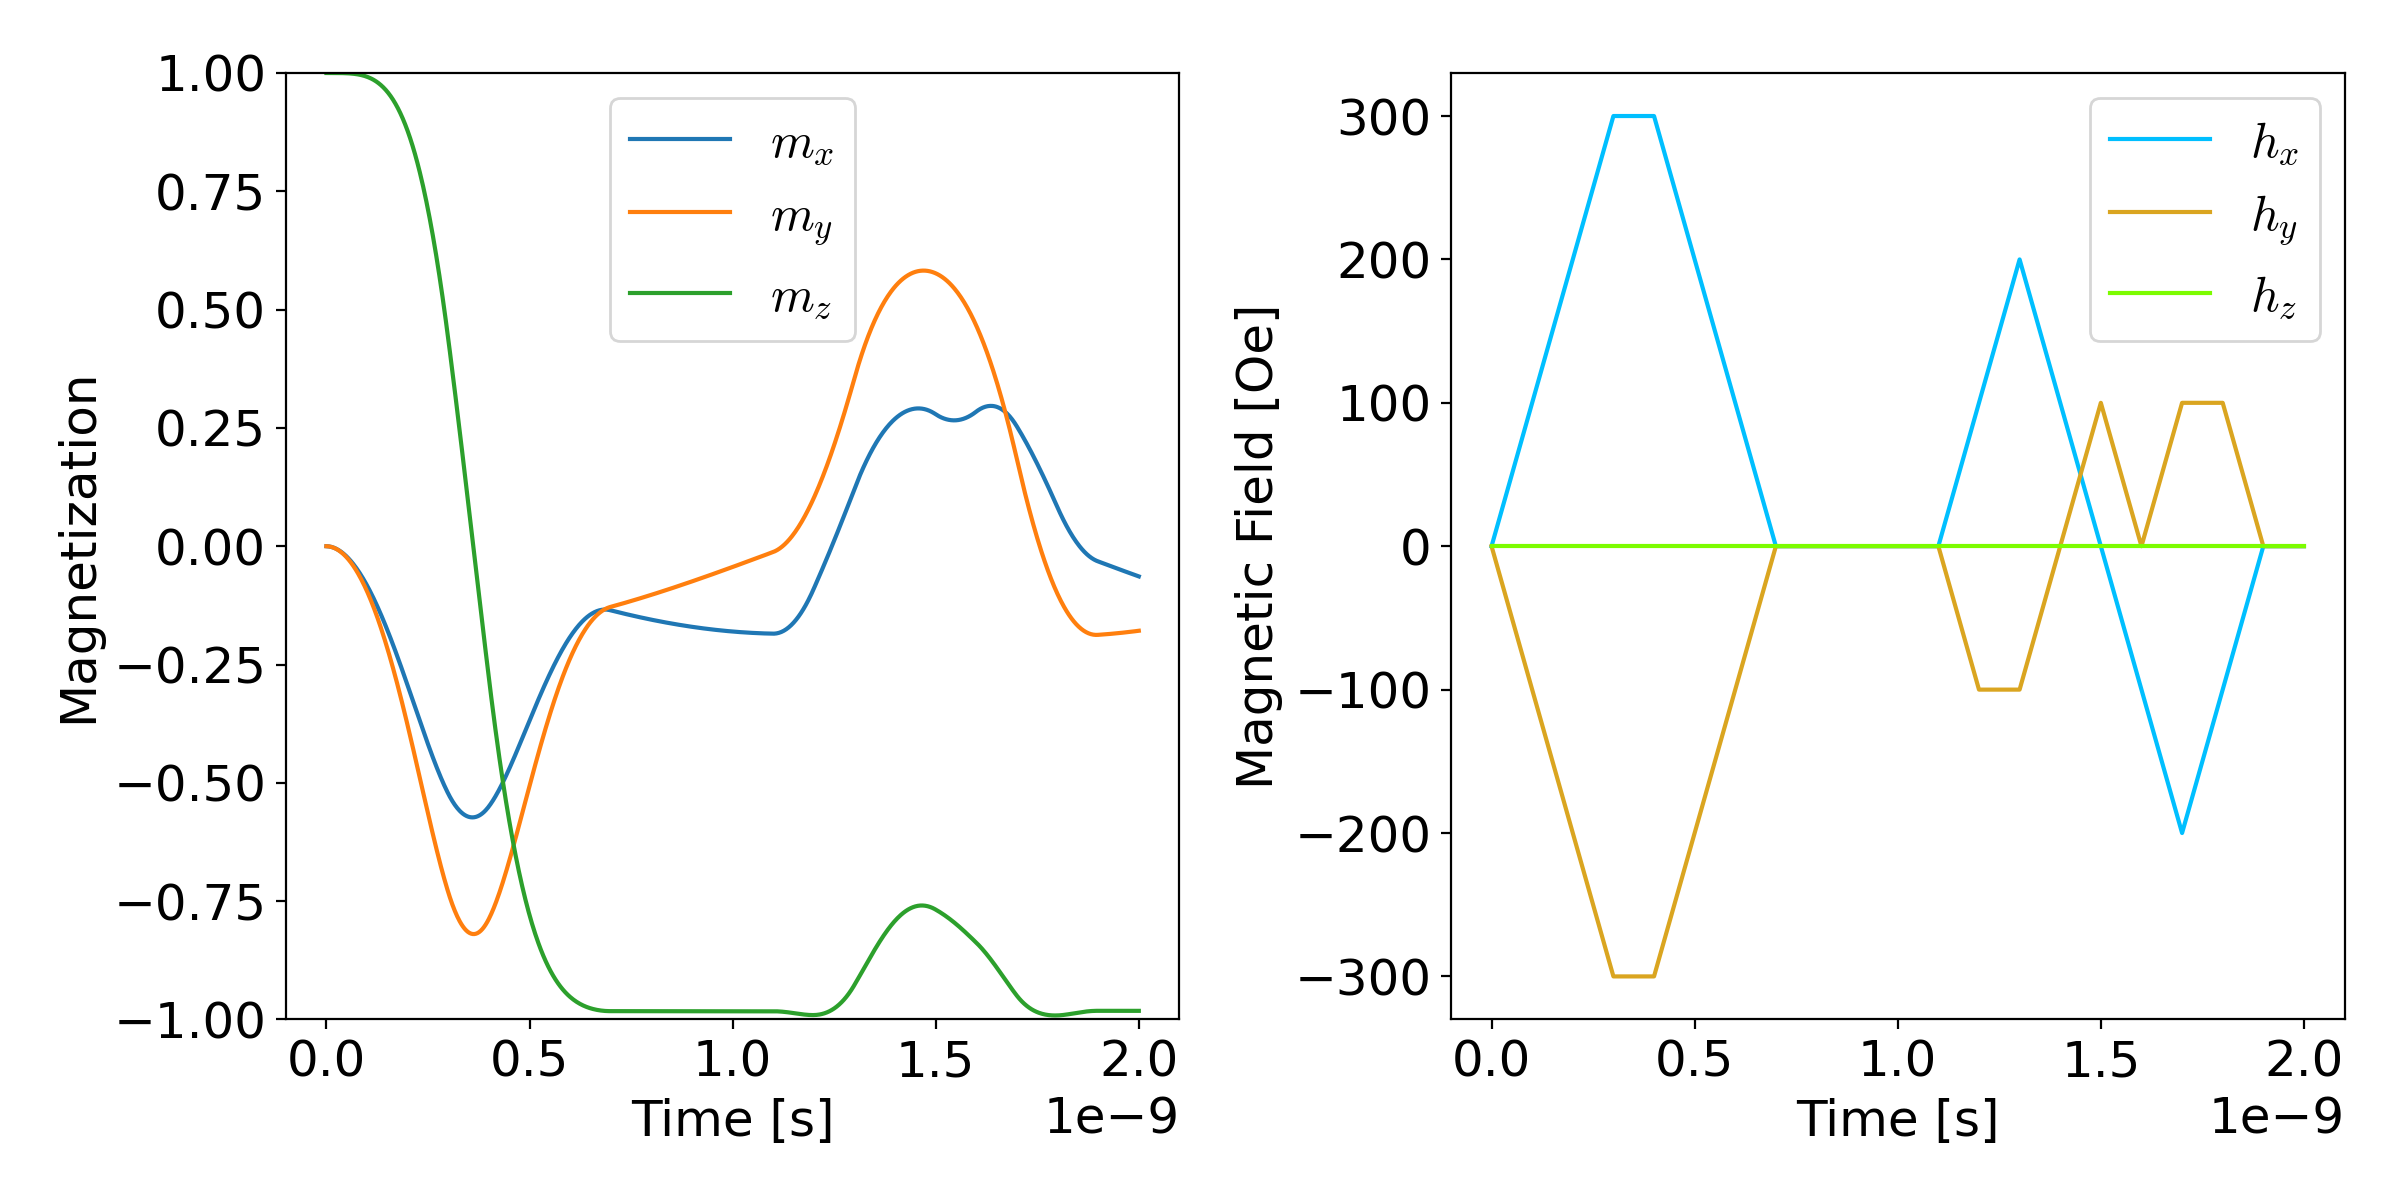 Magnetization
1.00
0.75
0.50
0.25
0.00
−0.25
−0.50
−0.75
−1.00
0.0 0.5 1.0 1.5 2.0
Time [s]
1e−9
m_x
m_y
m_z
Magnetic Field [Oe]
300
200
100
0
−100
−200
−300
0.0 0.5 1.0 1.5 2.0
Time [s]
1e−9
h_x
h_y
h_z